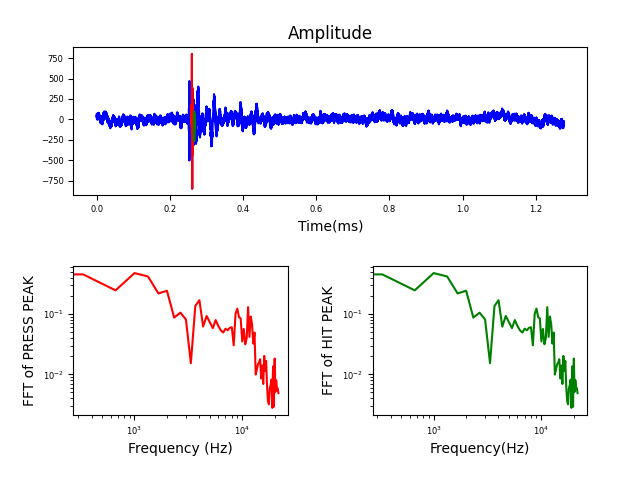 Amplitude
750
500
250
0
−250
−500
−750
0.0 0.2 0.4 0.6 0.8 1.0 1.2
Time(ms)
FFT of PRESS PEAK
10⁻¹
10⁻²
10³ 10⁴
Frequency (Hz)
FFT of HIT PEAK
10⁻¹
10⁻²
10³ 10⁴
Frequency(Hz)